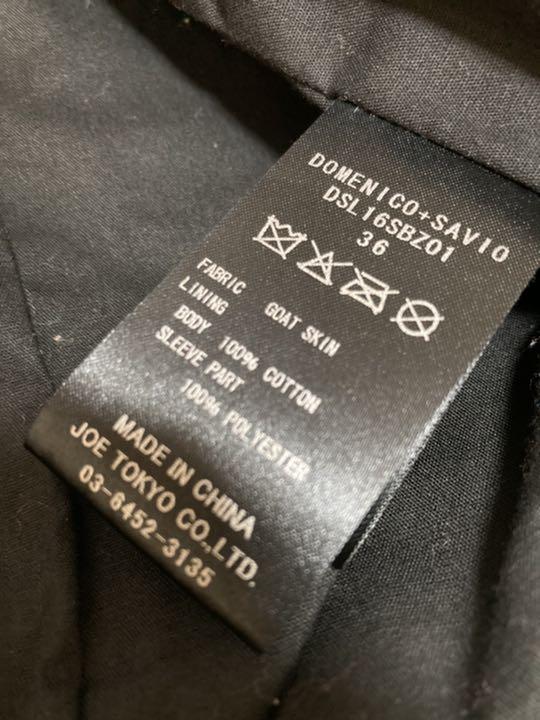 DOMENICO+SAVIO
DSL16SBZ01
36
FABRIC GOAT SKIN
LINING
BODY 100% COTTON
SLEEVE PART
100% POLYESTER
MADE IN CHINA
JOE TOKYO CO.,LTD.
03-6452-3135